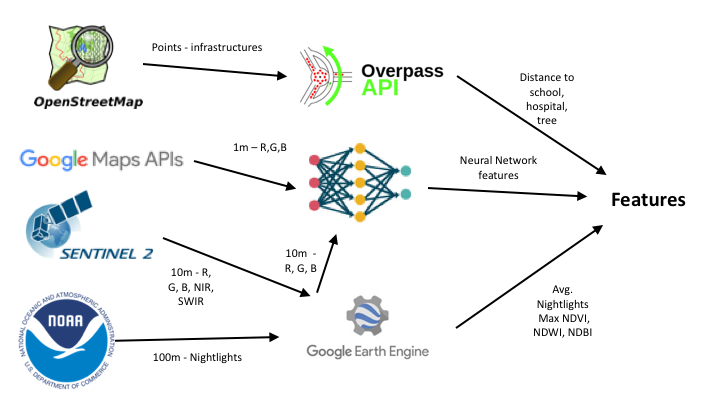 Points - infrastructures
OpenStreetMap
Overpass
API
Distance to
school,
hospital,
tree
Google Maps APIs
1m – R,G,B
Neural Network
features
Features
SENTINEL 2
10m - R,
G, B, NIR,
SWIR
10m -
R, G, B
Google Earth Engine
Avg.
Nightlights
Max NDVI,
NDWI, NDBI
NATIONAL OCEANIC AND ATMOSPHERIC ADMINISTRATION
NOAA
U.S. DEPARTMENT OF COMMERCE
100m - Nightlights